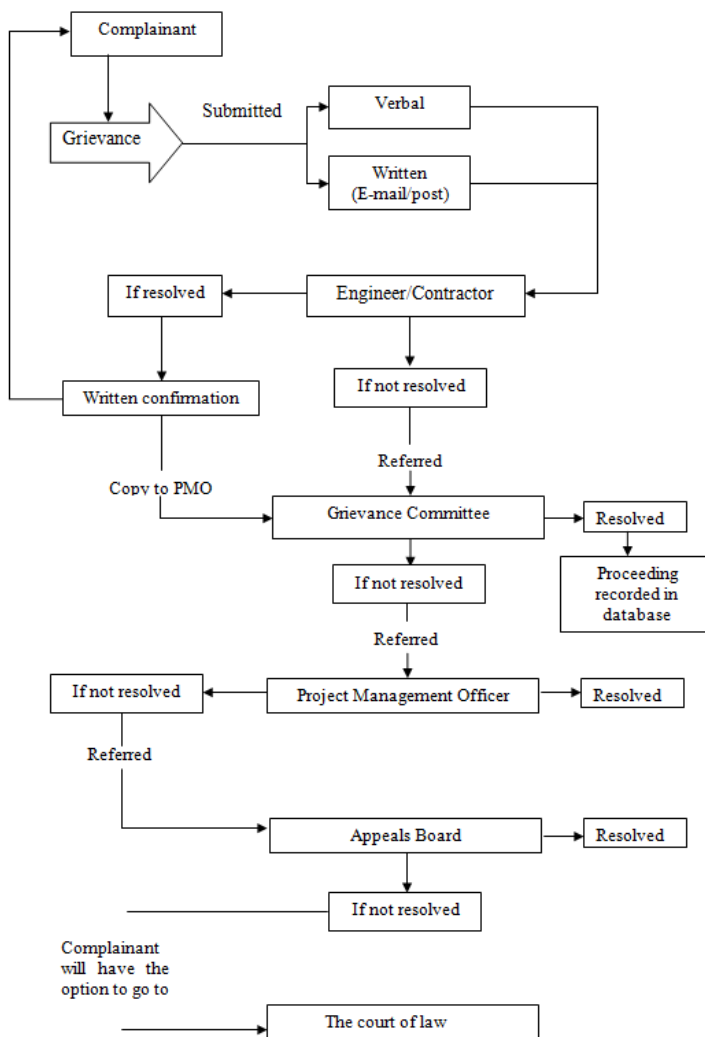 Complainant
Submitted
Verbal
Grievance
Written
(E-mail/post)
If resolved
Engineer/Contractor
If not resolved
Written confirmation
Referred
Copy to PMO
Grievance Committee
Resolved
If not resolved
Proceeding
recorded in
database
Referred
If not resolved
Project Management Officer
Resolved
Referred
Appeals Board
Resolved
If not resolved
Complainant
will have the
option to go to
The court of law